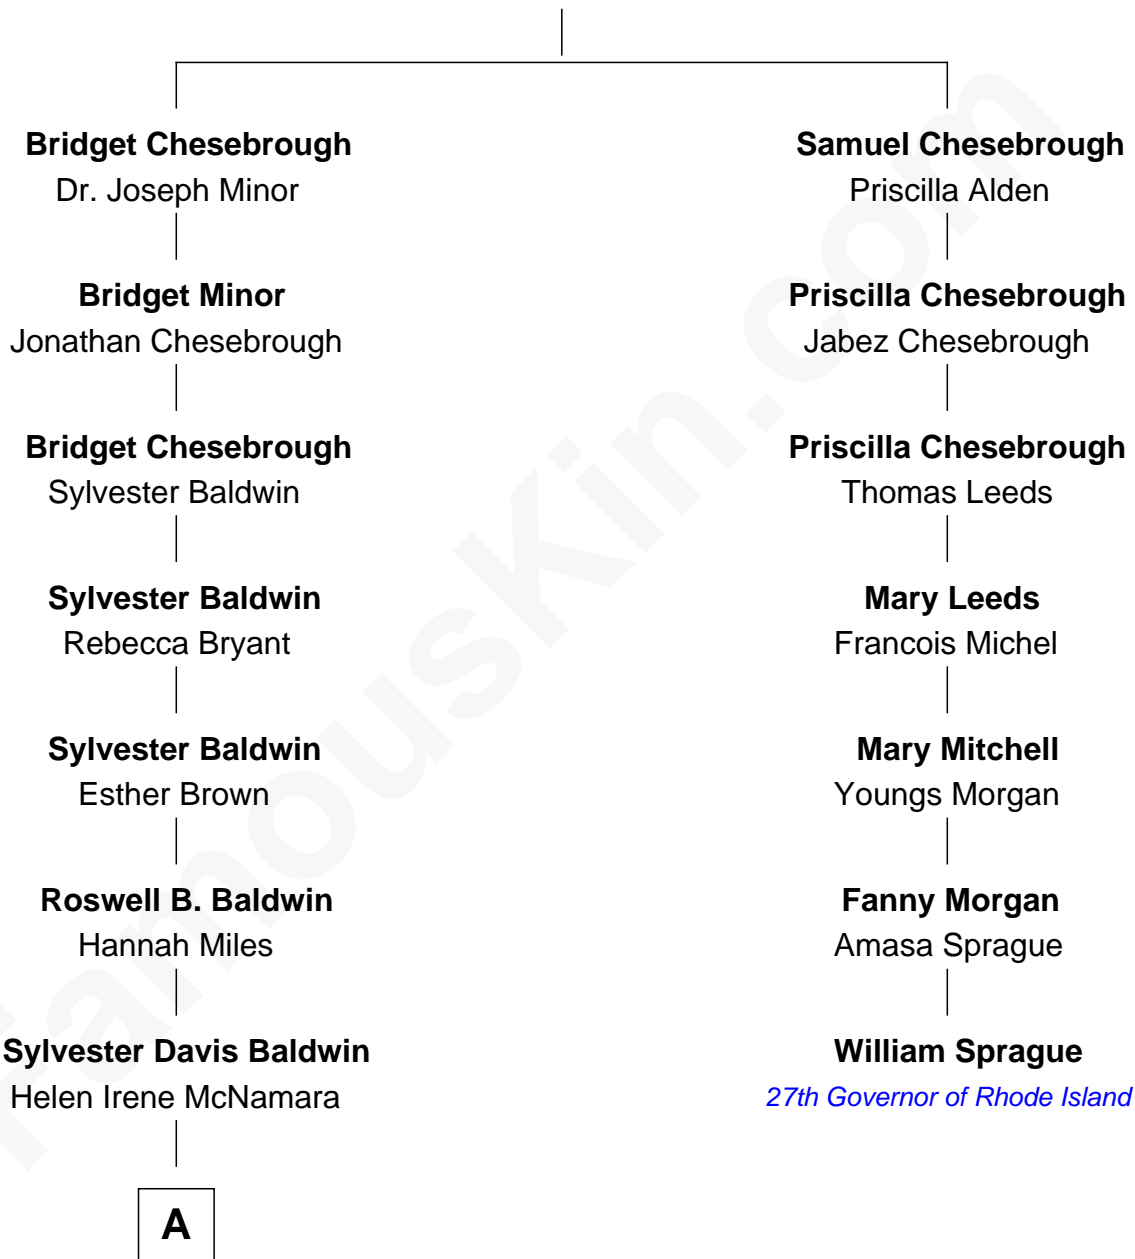 Bridget Chesebrough
Dr. Joseph Minor
Bridget Minor
Jonathan Chesebrough
Bridget Chesebrough
Sylvester Baldwin
Sylvester Baldwin
Rebecca Bryant
Sylvester Baldwin
Esther Brown
Roswell B. Baldwin
Hannah Miles
Sylvester Davis Baldwin
Helen Irene McNamara
A
Samuel Chesebrough
Priscilla Alden
Priscilla Chesebrough
Jabez Chesebrough
Priscilla Chesebrough
Thomas Leeds
Mary Leeds
Francois Michel
Mary Mitchell
Youngs Morgan
Fanny Morgan
Amasa Sprague
William Sprague
27th Governor of Rhode Island
FamousKin.com